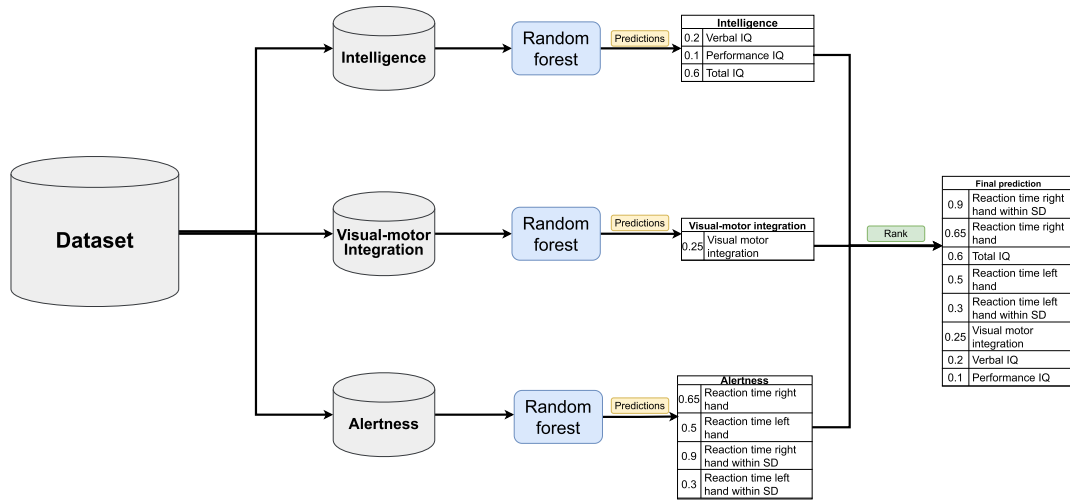 Dataset
Intelligence
Random
forest
Predictions
Intelligence
0.2 Verbal IQ
0.1 Performance IQ
0.6 Total IQ
Visual-motor
Integration
Random
forest
Predictions
Visual-motor integration
0.25 Visual motor
integration
Alertness
Random
forest
Predictions
Alertness
0.65 Reaction time right
hand
0.5 Reaction time left
hand
0.9 Reaction time right
hand within SD
0.3 Reaction time left
hand within SD
Rank
Final prediction
0.9 Reaction time right
hand within SD
0.65 Reaction time right
hand
0.6 Total IQ
0.5 Reaction time left
hand
0.3 Reaction time left
hand within SD
0.25 Visual motor
integration
0.2 Verbal IQ
0.1 Performance IQ